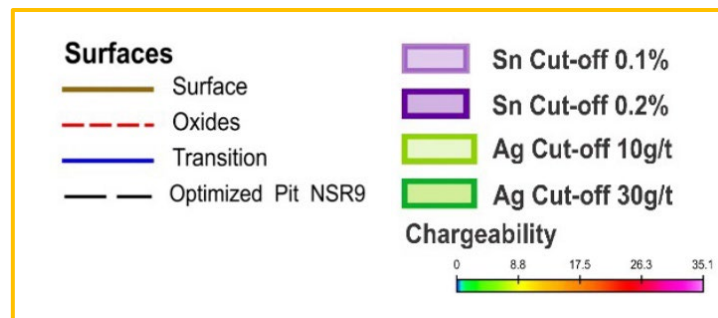 Surfaces
Surface
Oxides
Transition
Optimized Pit NSR9
Sn Cut-off 0.1%
Sn Cut-off 0.2%
Ag Cut-off 10g/t
Ag Cut-off 30g/t
Chargeability
0 8.8 17.5 26.3 35.1